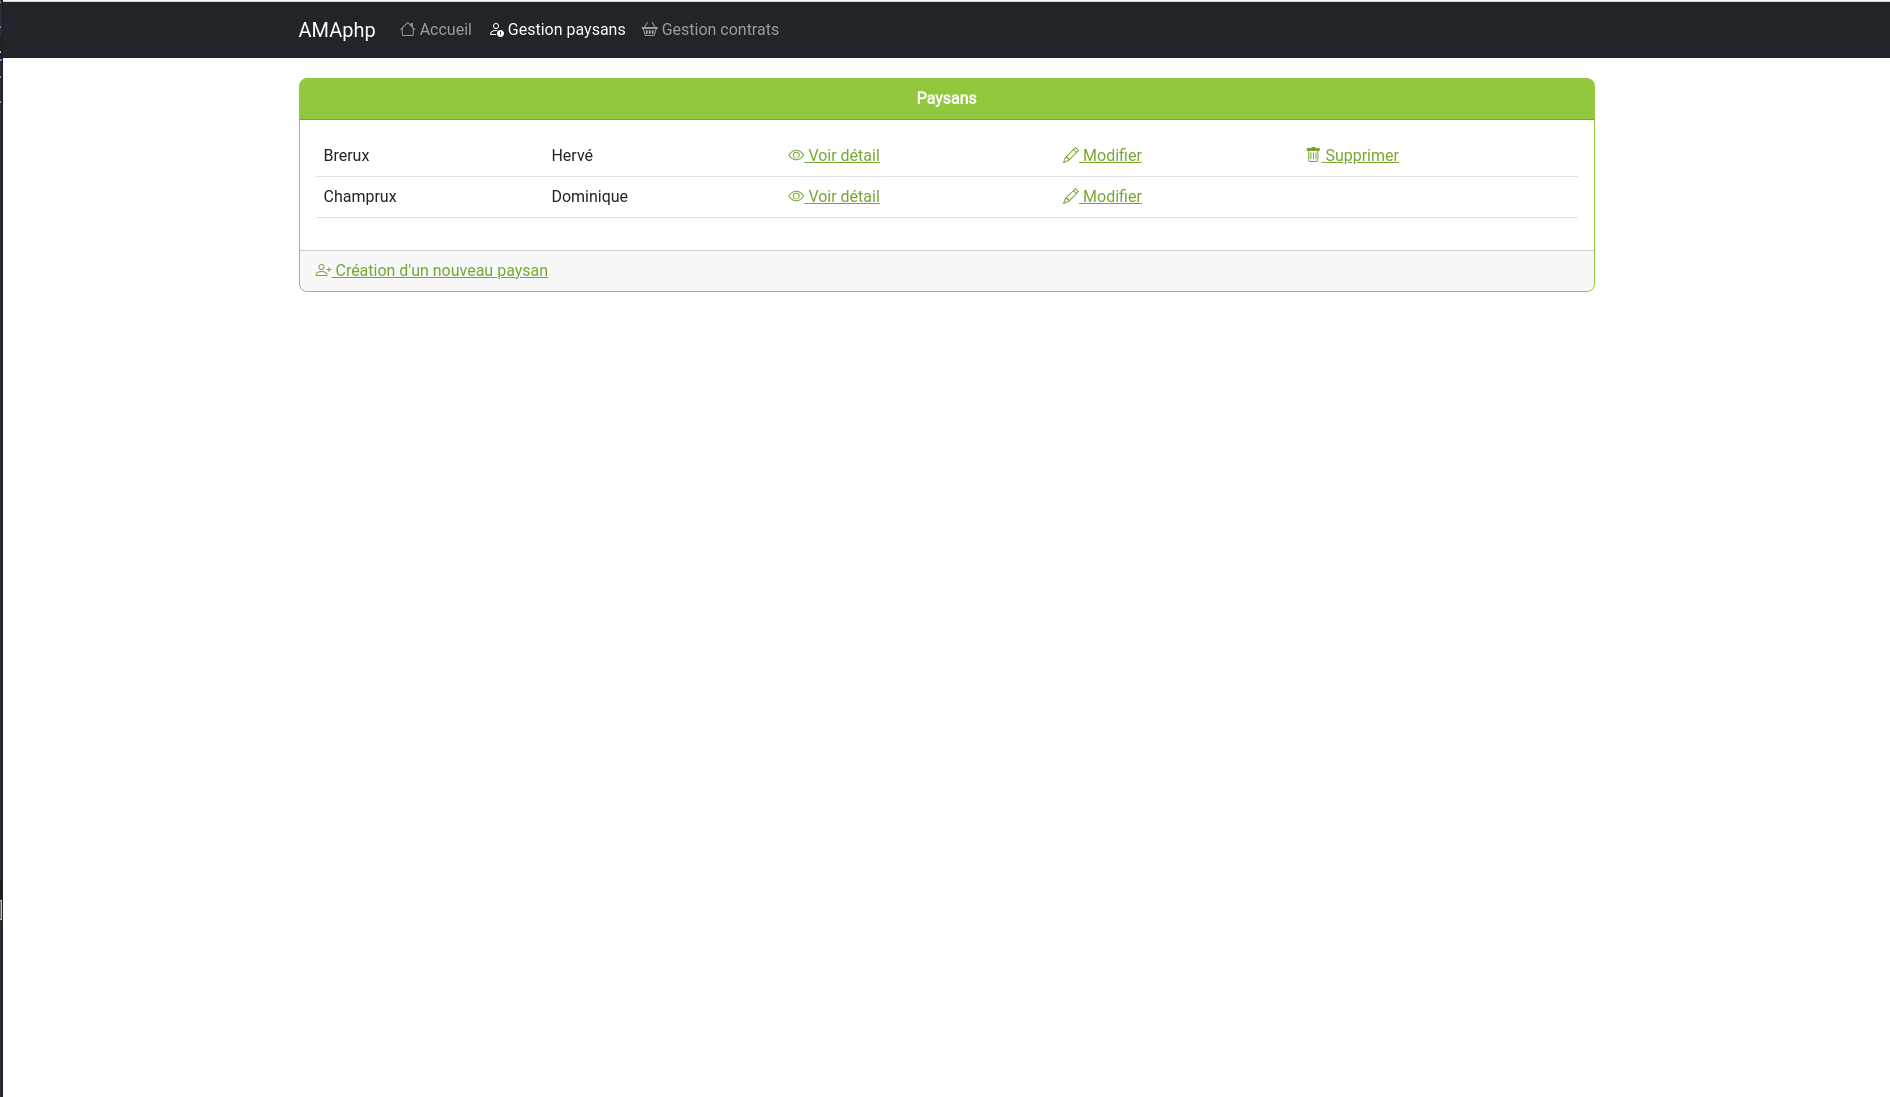 AMAphp Accueil Gestion paysans Gestion contrats
Paysans
Brerux Hervé Voir détail Modifier Supprimer
Champrux Dominique Voir détail Modifier
Création d'un nouveau paysan